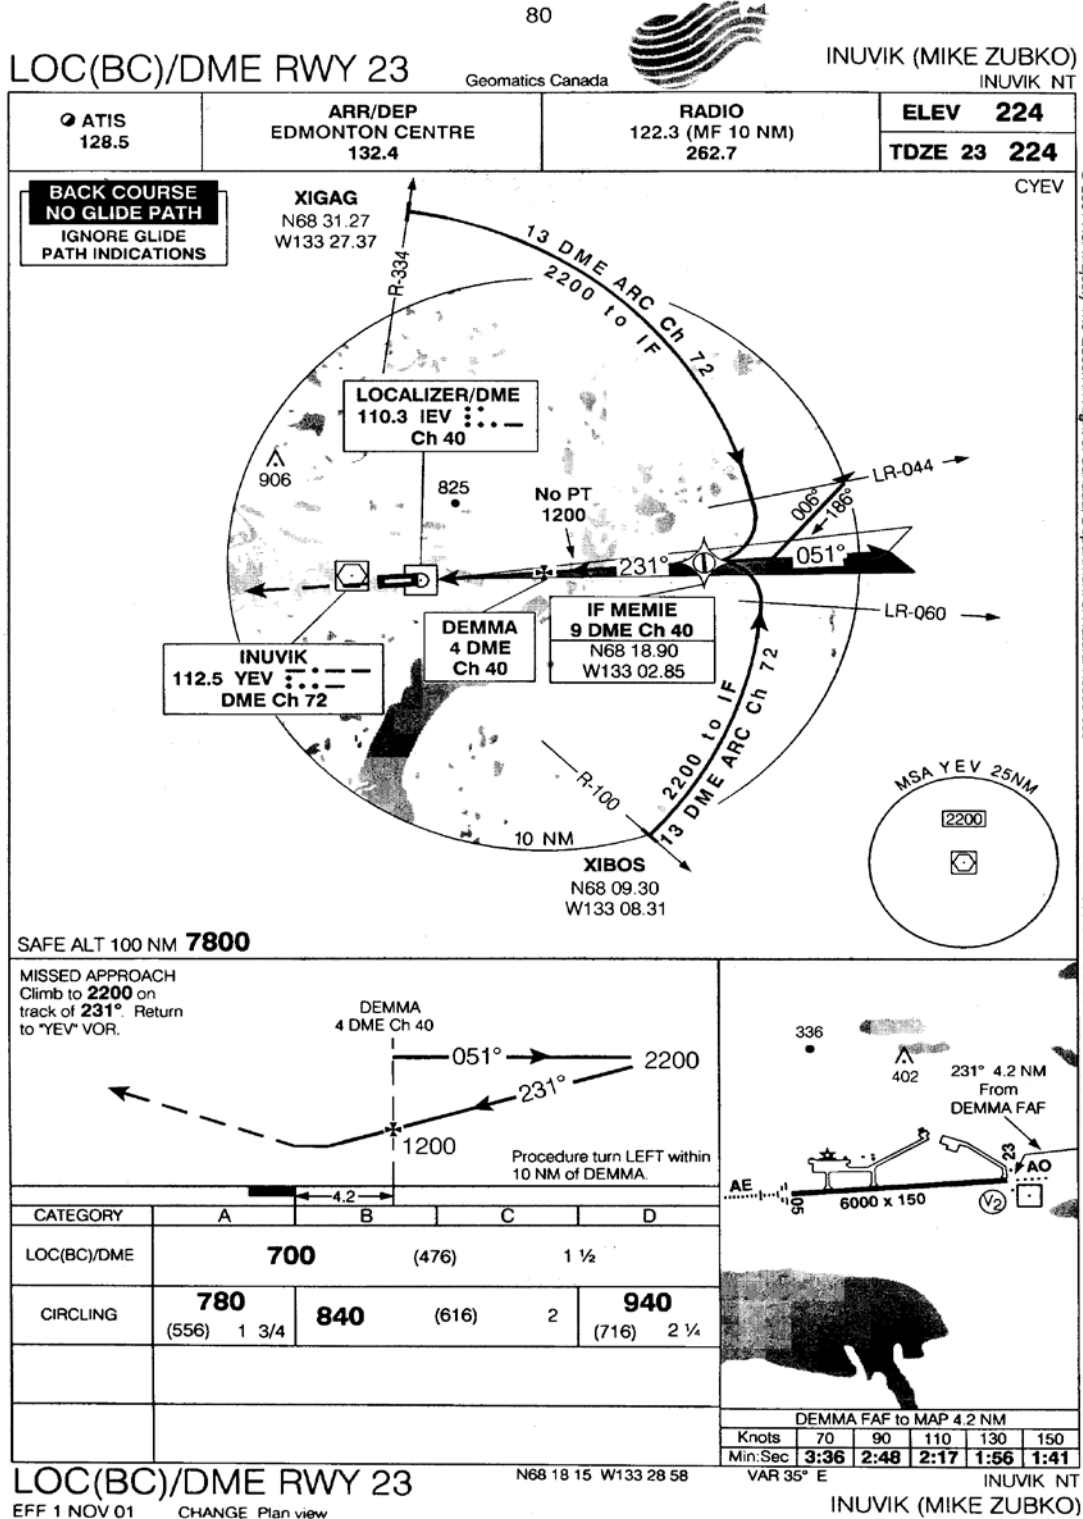 80
LOC(BC)/DME RWY 23
Geomatics Canada
INUVIK (MIKE ZUBKO)
INUVIK NT
ATIS
128.5
ARR/DEP
EDMONTON CENTRE
132.4
RADIO
122.3 (MF 10 NM)
262.7
ELEV 224
TDZE 23 224
CYEV
BACK COURSE
NO GLIDE PATH
IGNORE GLIDE
PATH INDICATIONS
XIGAG
N68 31.27
W133 27.37
R-334
13 DME ARC Ch 72
2200 to IF
LOCALIZER/DME
110.3 IEV
Ch 40
906
825
No PT
1200
LR-044
006°
186°
231°
051°
LR-060
DEMMA
4 DME
Ch 40
IF MEMIE
9 DME Ch 40
N68 18.90
W133 02.85
INUVIK
112.5 YEV
DME Ch 72
2200 to IF
13 DME ARC Ch 72
R-100
10 NM
XIBOS
N68 09.30
W133 08.31
MSA YEV 25NM
2200
SAFE ALT 100 NM 7800
MISSED APPROACH
Climb to 2200 on
track of 231°. Return
to "YEV" VOR.
DEMMA
4 DME Ch 40
051°
2200
231°
1200
Procedure turn LEFT within
10 NM of DEMMA.
4.2
336
402
231° 4.2 NM
From
DEMMA FAF
23
AO
AE
05
6000 x 150
V2
CATEGORY A B C D
LOC(BC)/DME 700 (476) 1 ½
CIRCLING 780 (556) 1 3/4 840 (616) 2 940 (716) 2 ¼
DEMMA FAF to MAP 4.2 NM
Knots 70 90 110 130 150
Min:Sec 3:36 2:48 2:17 1:56 1:41
LOC(BC)/DME RWY 23
N68 18 15 W133 28 58
VAR 35° E
INUVIK NT
EFF 1 NOV 01
CHANGE Plan view
INUVIK (MIKE ZUBKO)